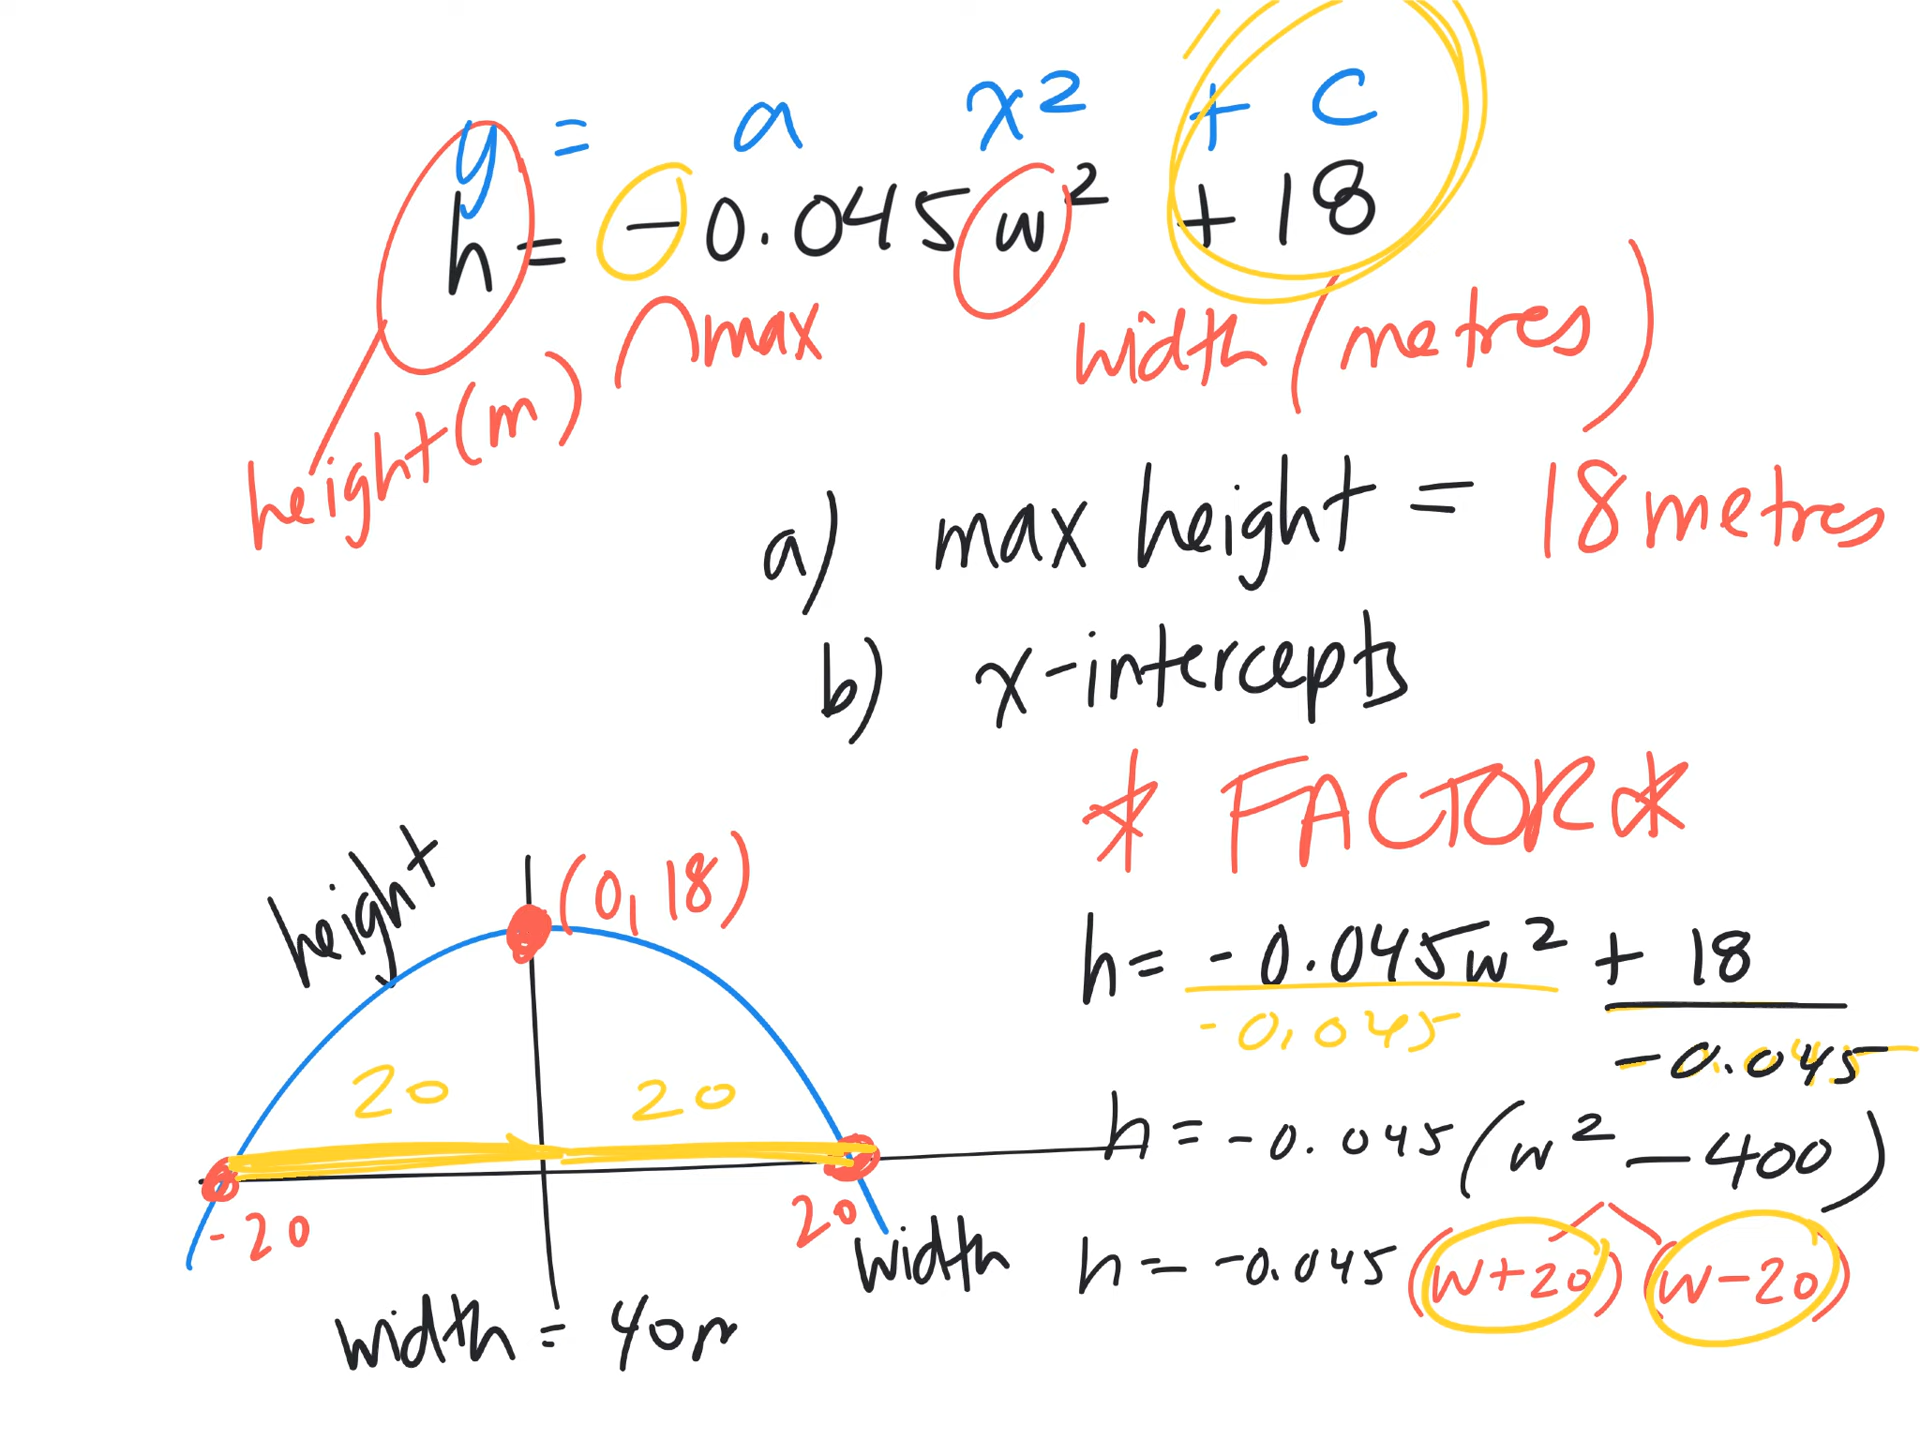 y = a x² + C
h = -0.045w² + 18
max
width (metres)
height (m)
a) max height = 18 metres
b) x-intercepts
* FACTOR *
height
(0, 18)
h = -0.045w² + 18
-0.045
-0.045
20 20
h = -0.045 (w² - 400)
-20
20
width
h = -0.045 (w+20) (w-20)
width = 40m